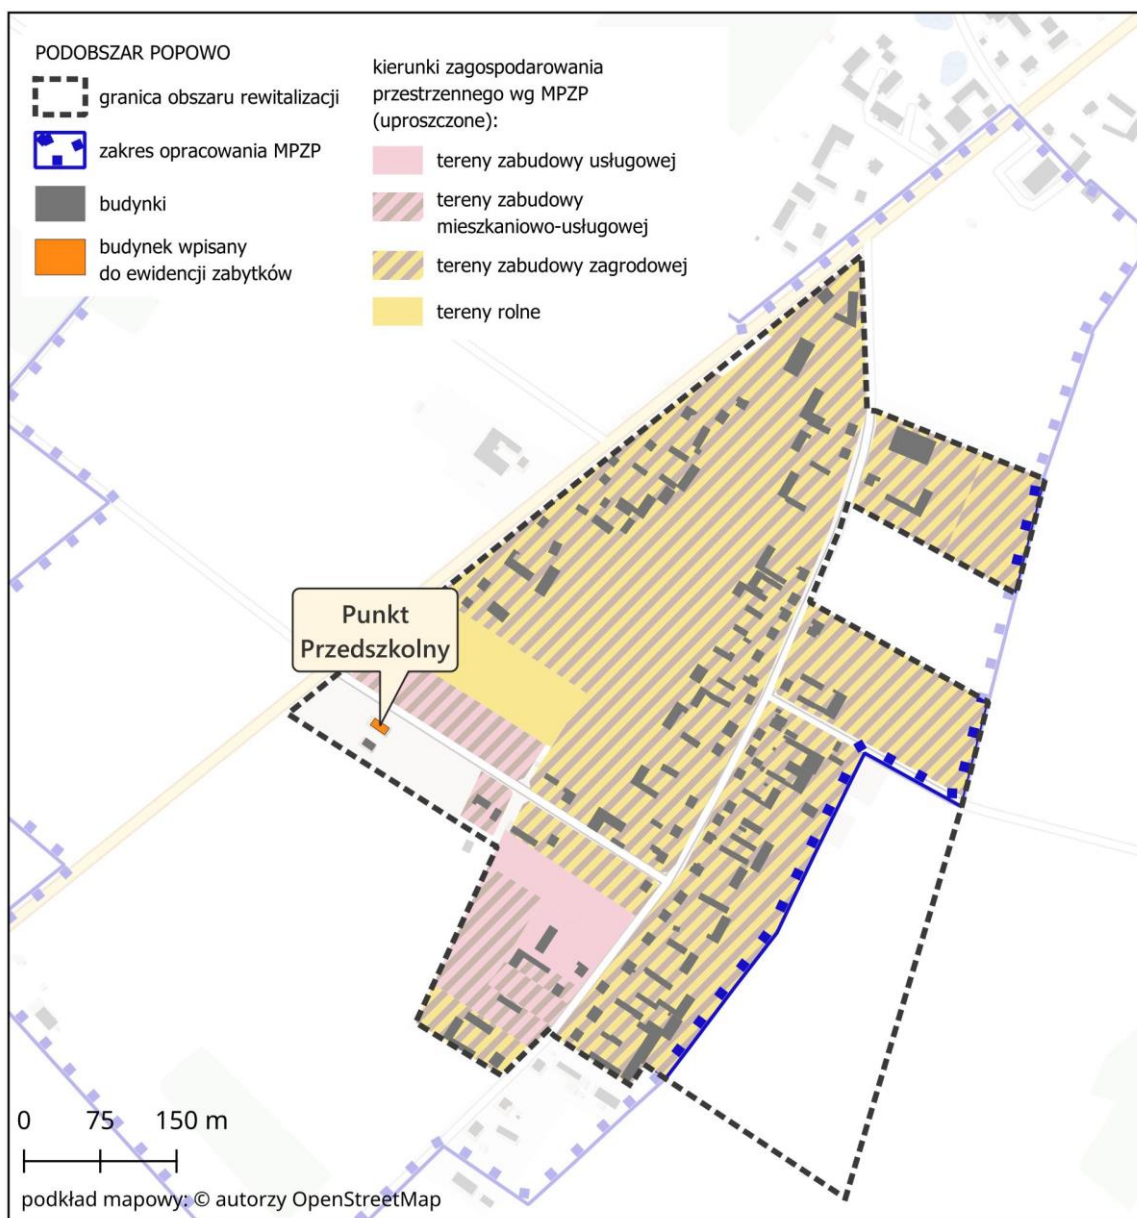 PODOBSZAR POPOWO
granica obszaru rewitalizacji
zakres opracowania MPZP
budynki
budynek wpisany
do ewidencji zabytków
kierunki zagospodarowania
przestrzennego wg MPZP
(uproszczone):
tereny zabudowy usługowej
tereny zabudowy
mieszkaniowo-usługowej
tereny zabudowy zagrodowej
tereny rolne
Punkt
Przedszkolny
0 75 150 m
podkład mapowy: © autorzy OpenStreetMap